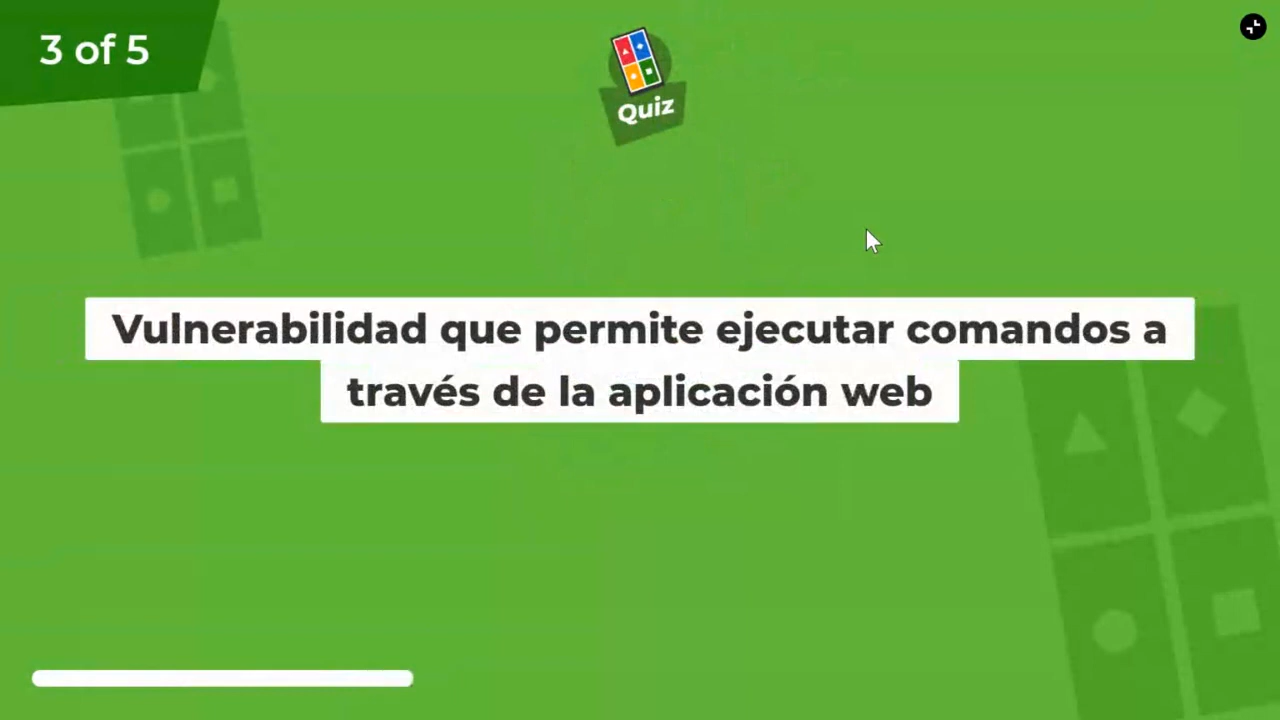 3 of 5
Quiz
Vulnerabilidad que permite ejecutar comandos a
través de la aplicación web